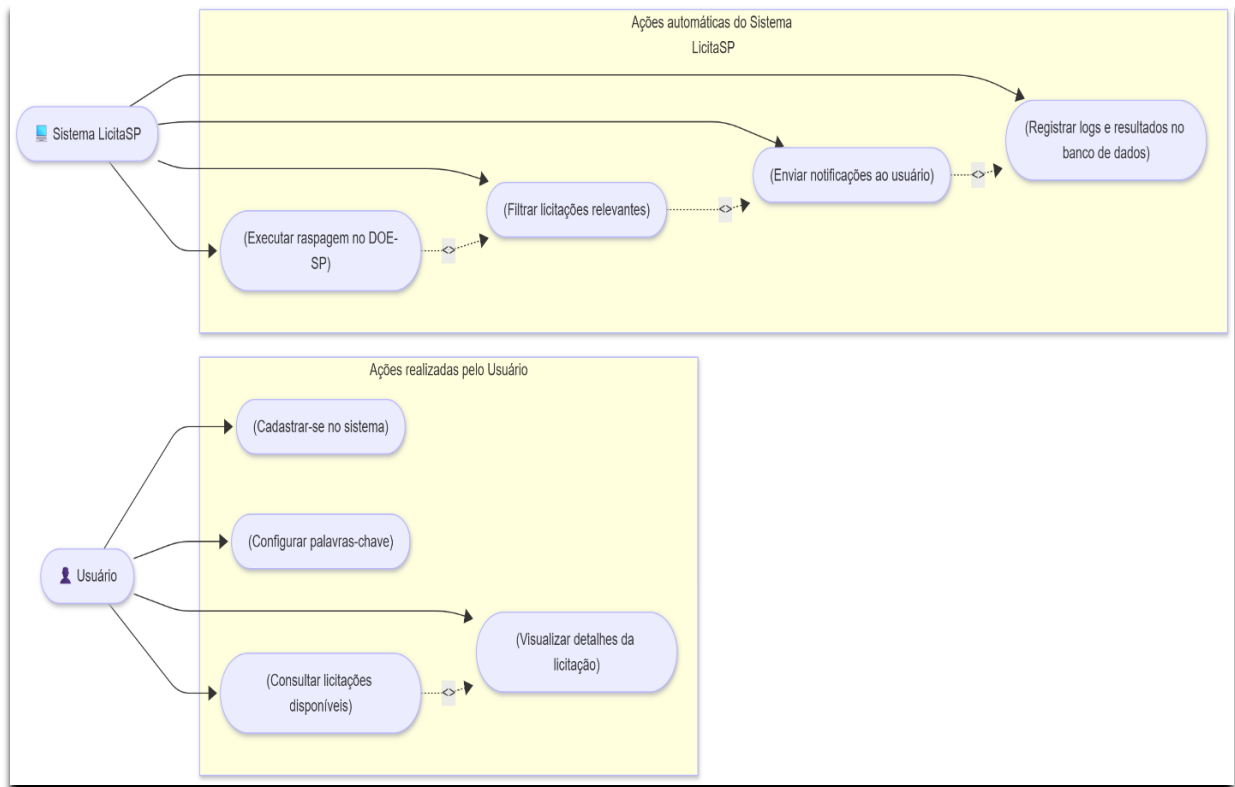 Ações automáticas do Sistema
LicitaSP
Sistema LicitaSP
(Registrar logs e resultados no
banco de dados)
(Enviar notificações ao usuário)
<>
(Filtrar licitações relevantes)
<>
(Executar raspagem no DOE-
SP)
<>
Ações realizadas pelo Usuário
(Cadastrar-se no sistema)
(Configurar palavras-chave)
Usuário
(Visualizar detalhes da
licitação)
(Consultar licitações
disponíveis)
<>